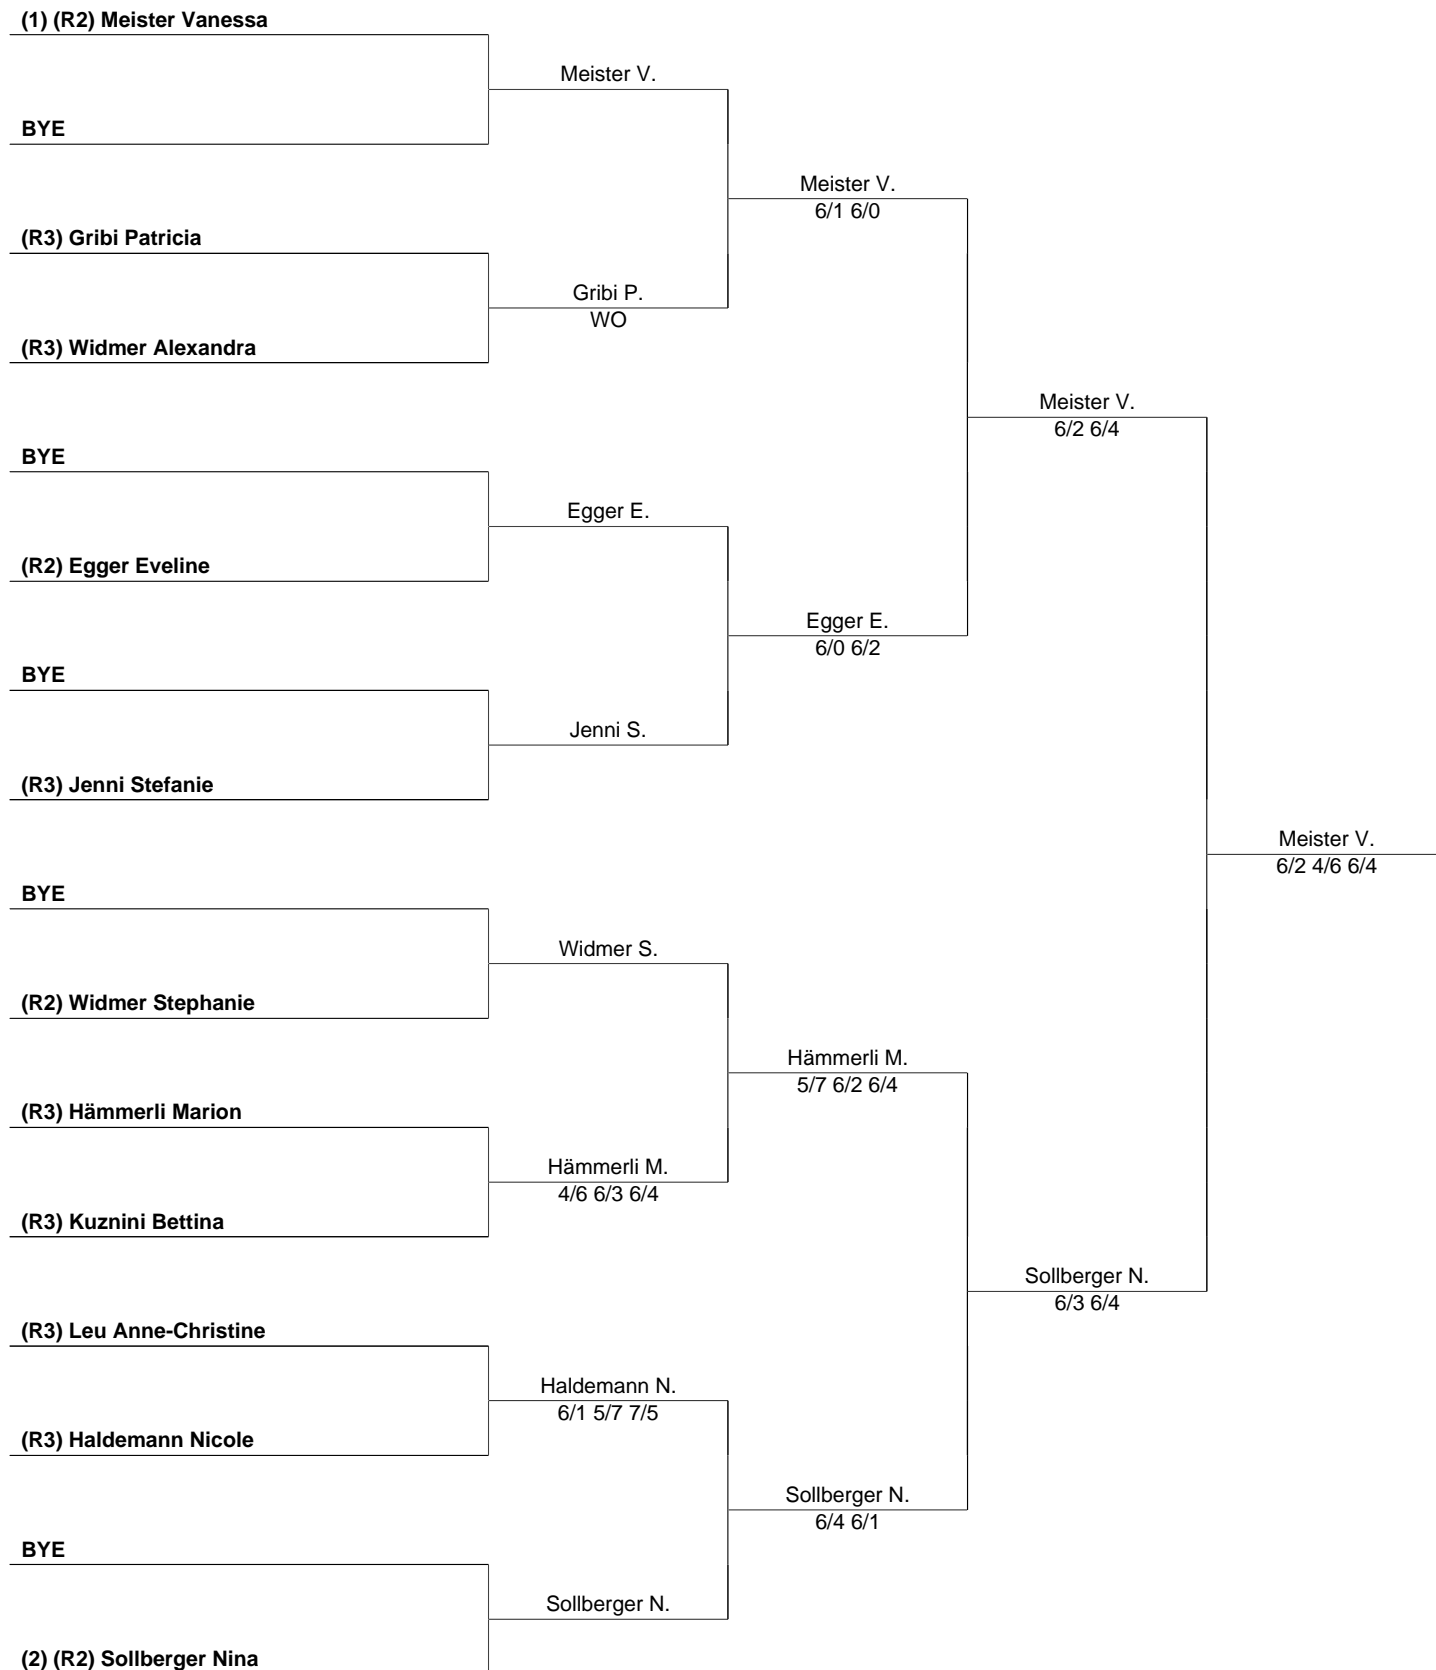 (1) (R2) Meister Vanessa
Meister V.
BYE
Meister V.
6/1 6/0
(R3) Gribi Patricia
Gribi P.
WO
(R3) Widmer Alexandra
Meister V.
6/2 6/4
BYE
Egger E.
(R2) Egger Eveline
Egger E.
6/0 6/2
BYE
Jenni S.
(R3) Jenni Stefanie
Meister V.
6/2 4/6 6/4
BYE
Widmer S.
(R2) Widmer Stephanie
Hämmerli M.
5/7 6/2 6/4
(R3) Hämmerli Marion
Hämmerli M.
4/6 6/3 6/4
(R3) Kuznini Bettina
Sollberger N.
6/3 6/4
(R3) Leu Anne-Christine
Haldemann N.
6/1 5/7 7/5
(R3) Haldemann Nicole
Sollberger N.
6/4 6/1
BYE
Sollberger N.
(2) (R2) Sollberger Nina